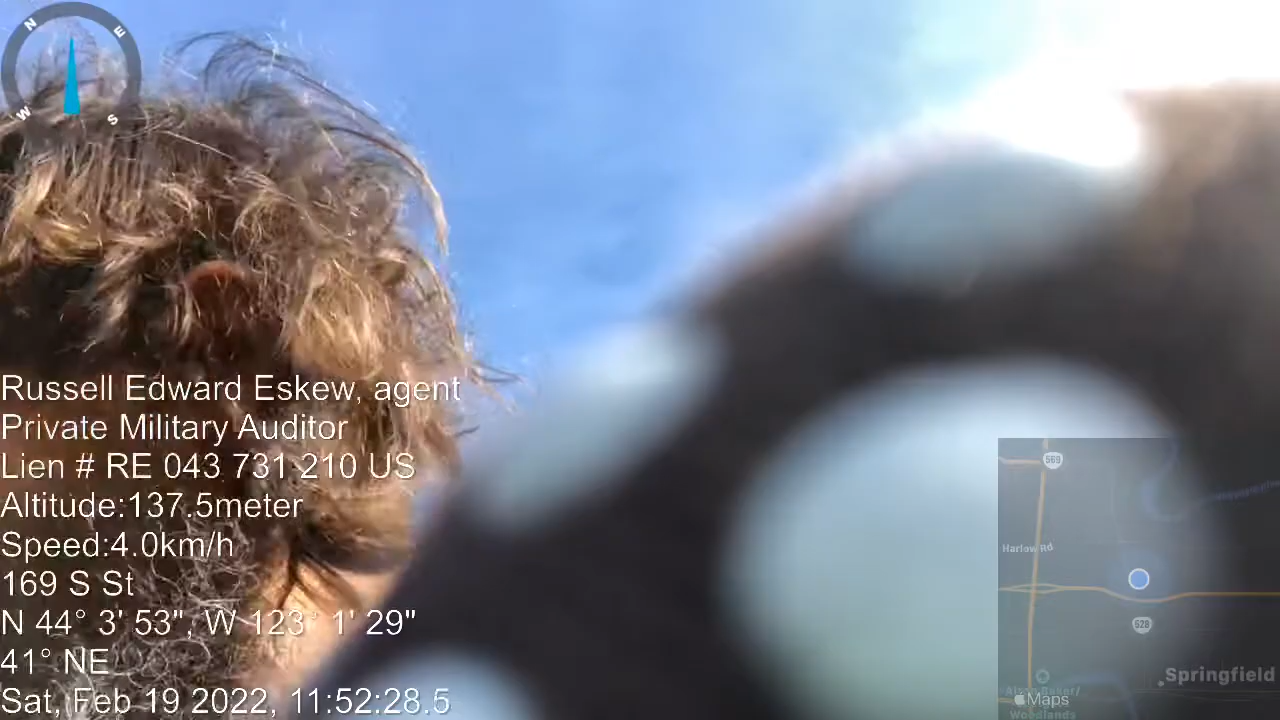 N
E
W
S
Russell Edward Eskew, agent
Private Military Auditor
Lien # RE 043 731 210 US
Altitude:137.5meter
Speed:4.0km/h
169 S St
N 44° 3' 53", W 123° 1' 29"
41° NE
Sat, Feb 19 2022, 11:52:28.5
569
Harlow Rd
528
Springfield
Maps
Woodlands